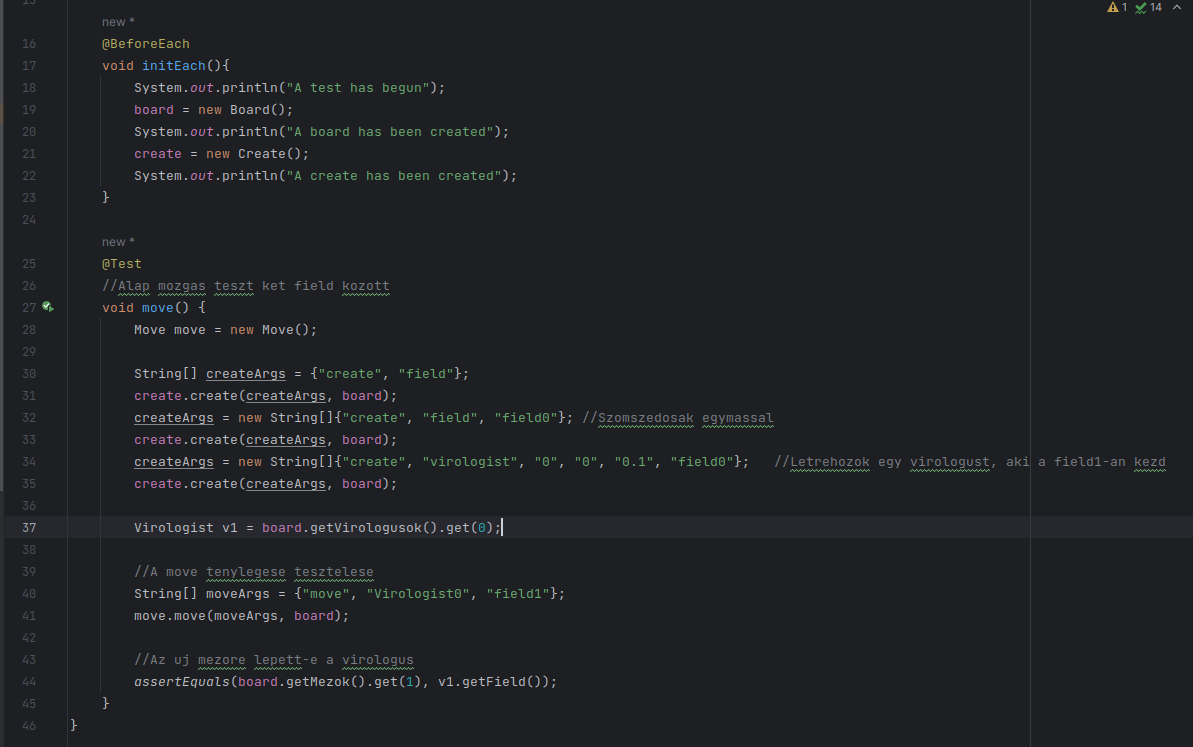 new *
1 14
16 @BeforeEach
17 void initEach(){
18 System.out.println("A test has begun");
19 board = new Board();
20 System.out.println("A board has been created");
21 create = new Create();
22 System.out.println("A create has been created");
23 }
24
new *
25 @Test
26 //Alap mozgas teszt ket field kozott
27 void move() {
28 Move move = new Move();
29
30 String[] createArgs = {"create", "field"};
31 create.create(createArgs, board);
32 createArgs = new String[]{"create", "field", "field0"}; //Szomszedosak egymassal
33 create.create(createArgs, board);
34 createArgs = new String[]{"create", "virologist", "0", "0", "0.1", "field0"}; //Letrehozok egy virologust, aki a field1-an kezd
35 create.create(createArgs, board);
36
37 Virologist v1 = board.getVirologusok().get(0);
38
39 //A move tenylegese tesztelese
40 String[] moveArgs = {"move", "Virologist0", "field1"};
41 move.move(moveArgs, board);
42
43 //Az uj mezore lepett-e a virologus
44 assertEquals(board.getMezok().get(1), v1.getField());
45 }
46 }